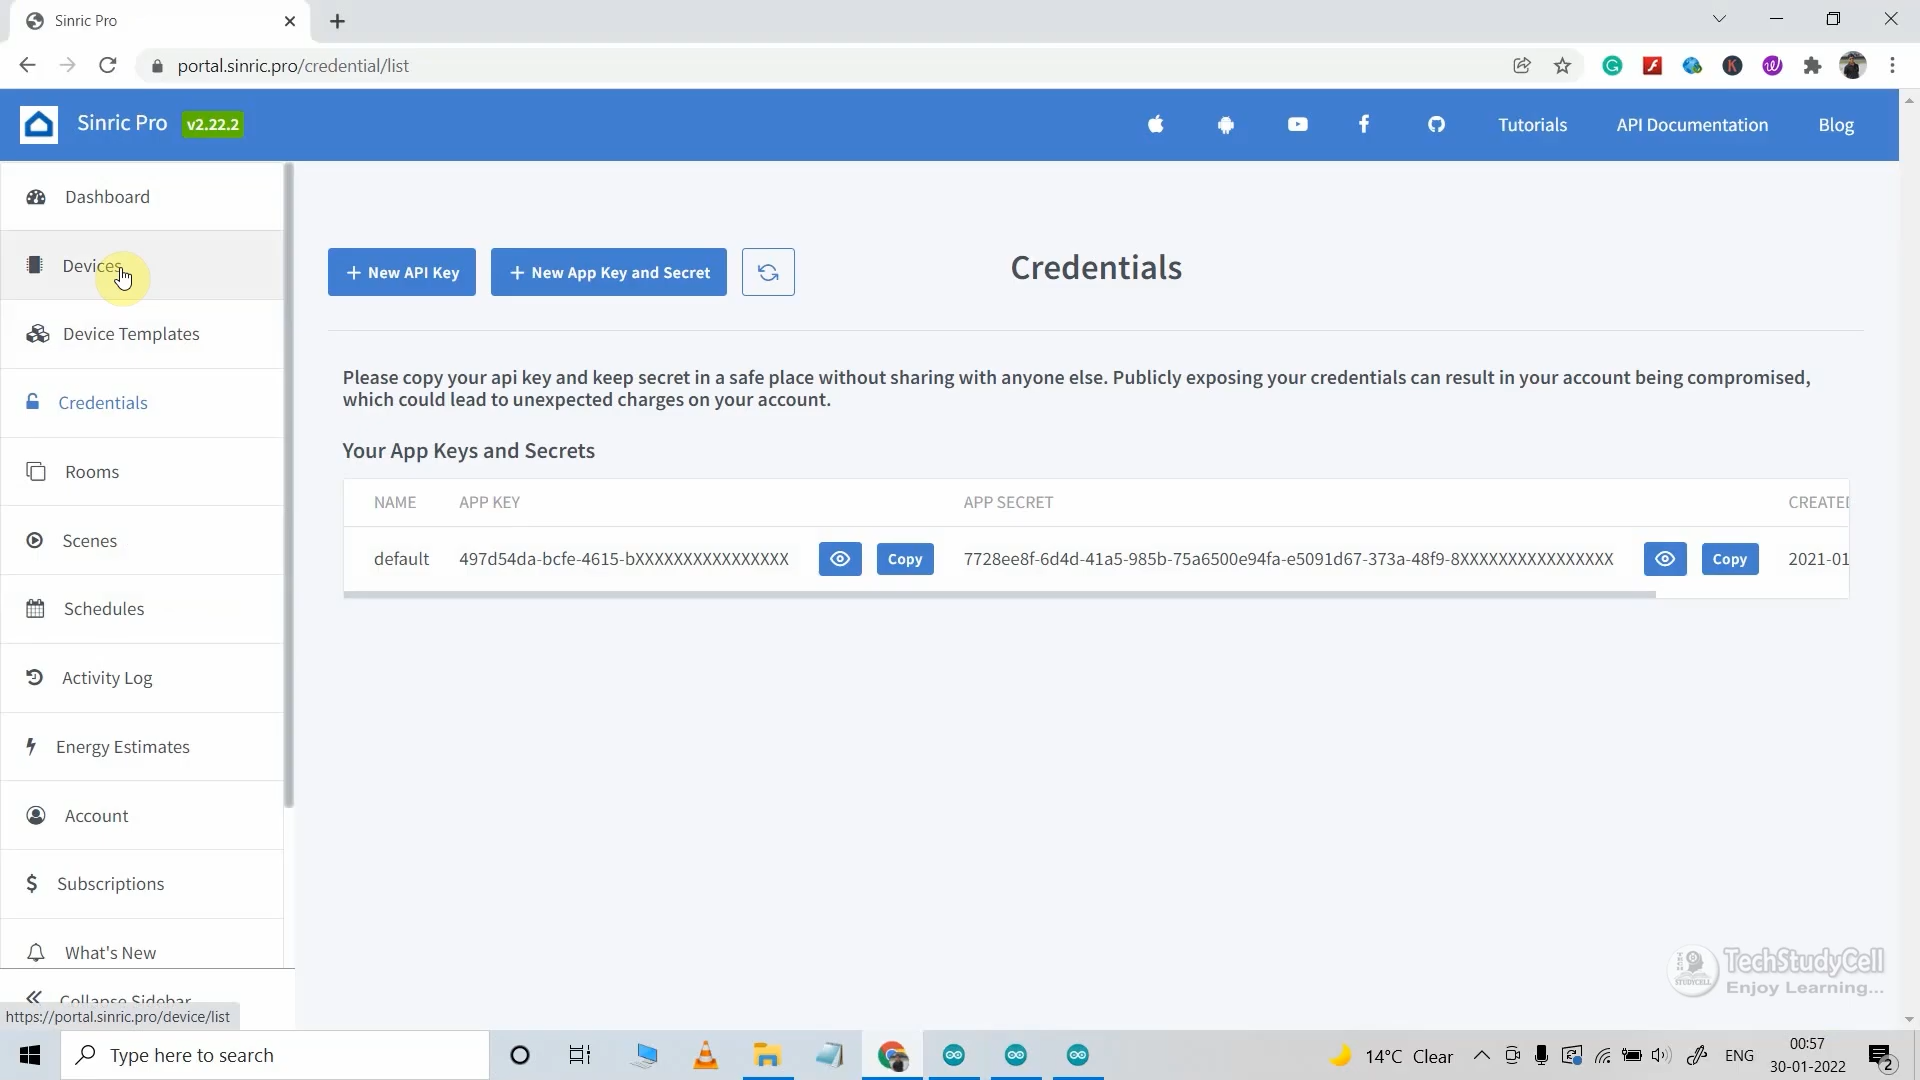 Sinric Pro
portal.sinric.pro/credential/list
Sinric Pro v2.22.2
Tutorials
API Documentation
Blog
Dashboard
Devices
Device Templates
Credentials
Rooms
Scenes
Schedules
Activity Log
Energy Estimates
Account
Subscriptions
What's New
Collapse Sidebar
https://portal.sinric.pro/device/list
+ New API Key
+ New App Key and Secret
Credentials
Please copy your api key and keep secret in a safe place without sharing with anyone else. Publicly exposing your credentials can result in your account being compromised,
which could lead to unexpected charges on your account.
Your App Keys and Secrets
NAME APP KEY APP SECRET CREATED
default 497d54da-bcfe-4615-bXXXXXXXXXXXXXXXX Copy 7728ee8f-6d4d-41a5-985b-75a6500e94fa-e5091d67-373a-48f9-8XXXXXXXXXXXXXXXX Copy 2021-01
TechStudyCell
STUDYCELL
Enjoy Learning...
Type here to search
14°C Clear
ENG
00:57
30-01-2022
2